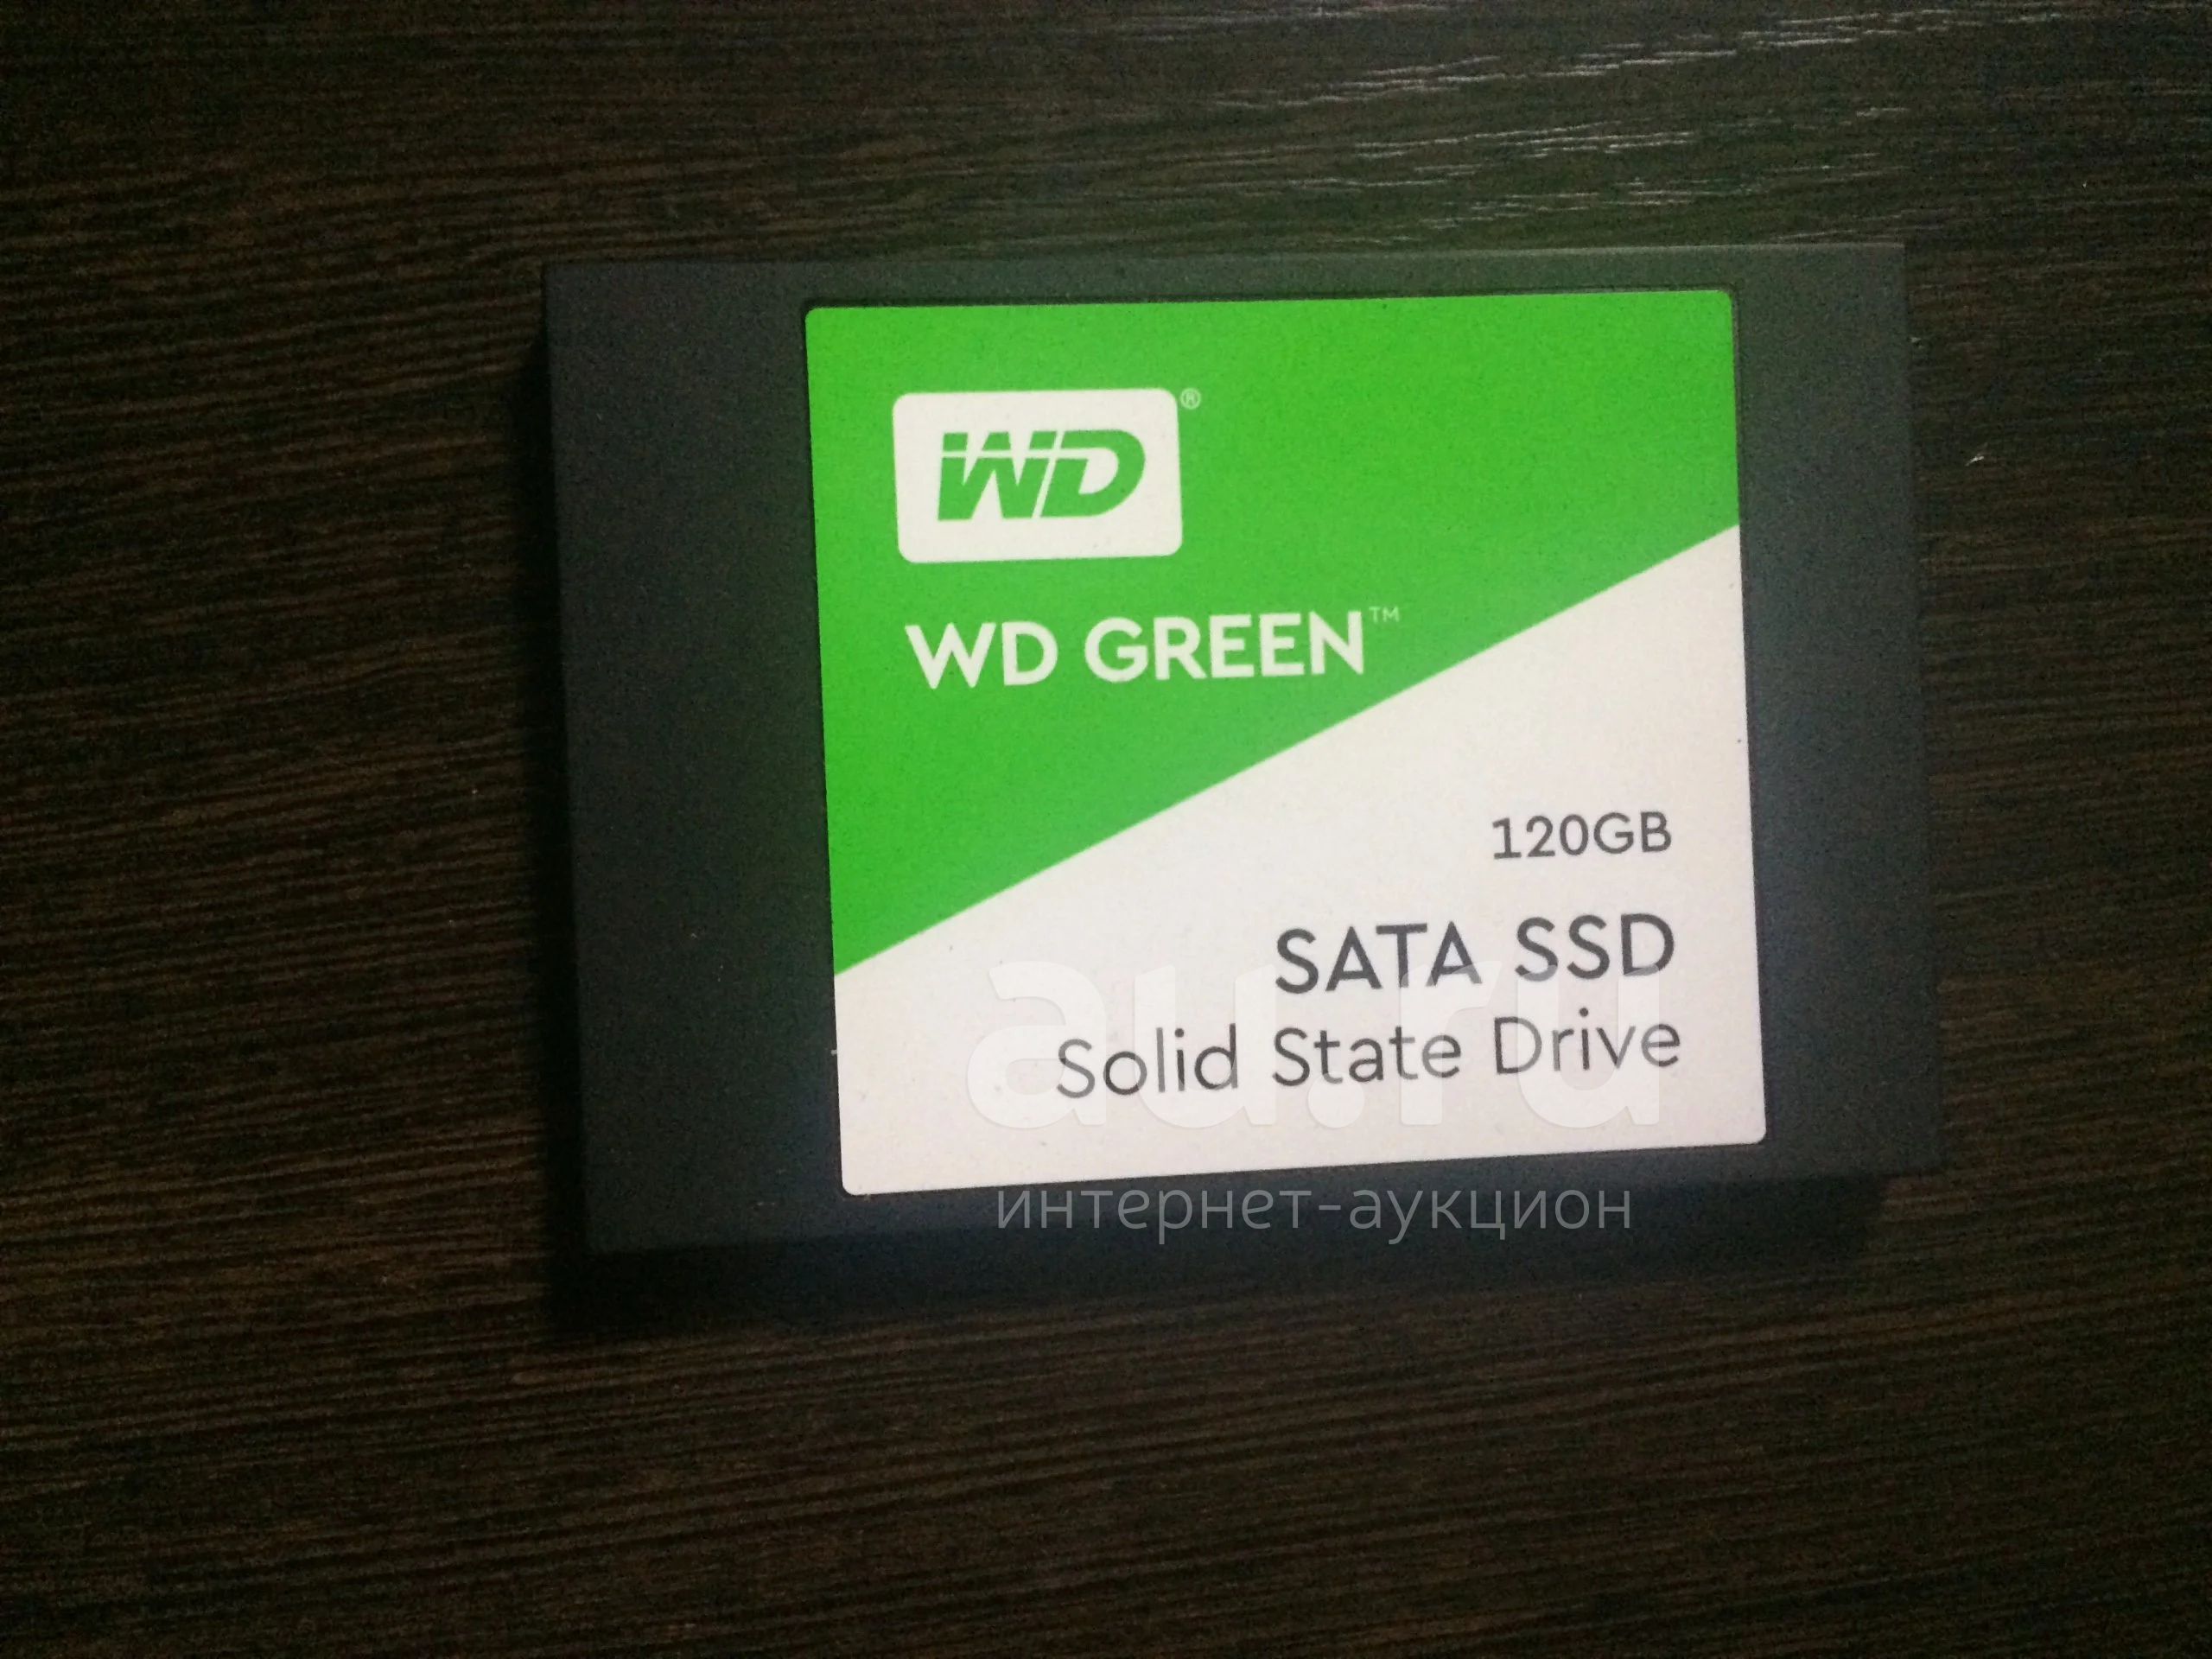 WD®
WD GREEN™
120GB
SATA SSD
Solid State Drive
au.ru
интернет-аукцион